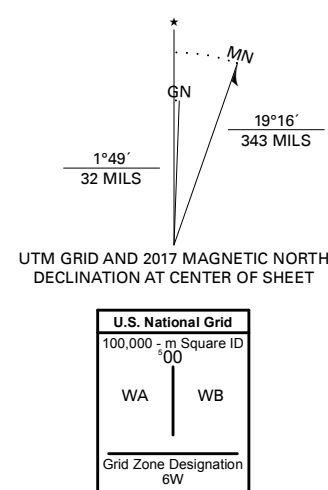 ★
MN
GN
19°16´
343 MILS
1°49´
32 MILS
UTM GRID AND 2017 MAGNETIC NORTH
DECLINATION AT CENTER OF SHEET
U.S. National Grid
100,000 - m Square ID
⁵00
WA WB
Grid Zone Designation
6W